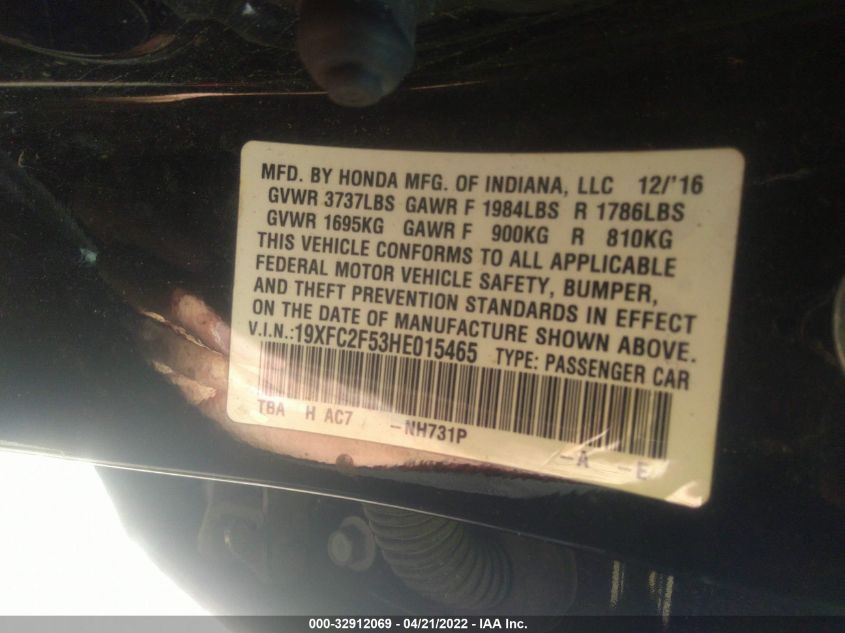 MFD. BY HONDA MFG. OF INDIANA, LLC 12/'16
GVWR 3737LBS GAWR F 1984LBS R 1786LBS
GVWR 1695KG GAWR F 900KG R 810KG
THIS VEHICLE CONFORMS TO ALL APPLICABLE
FEDERAL MOTOR VEHICLE SAFETY, BUMPER,
AND THEFT PREVENTION STANDARDS IN EFFECT
ON THE DATE OF MANUFACTURE SHOWN ABOVE.
V.I.N.:19XFC2F53HE015465 TYPE: PASSENGER CAR
TBA H AC7 -NH731P -A -E
000-32912069 - 04/21/2022 - IAA Inc.